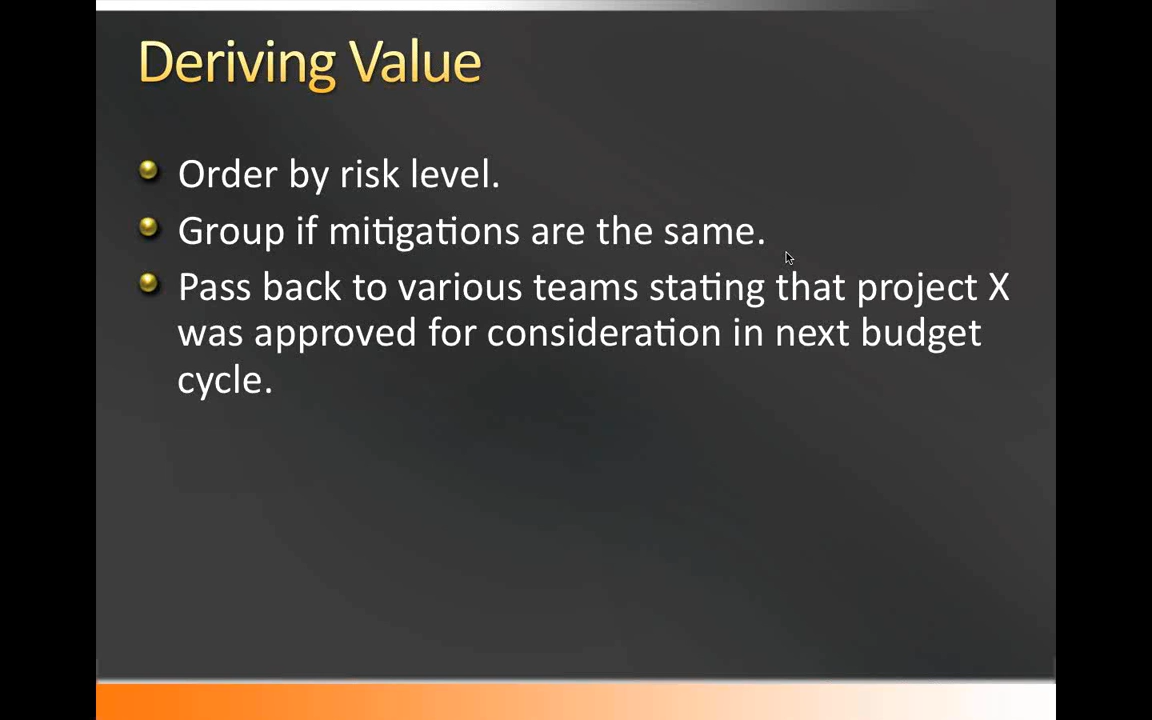 Deriving Value
Order by risk level.
Group if mitigations are the same.
Pass back to various teams stating that project X
was approved for consideration in next budget
cycle.